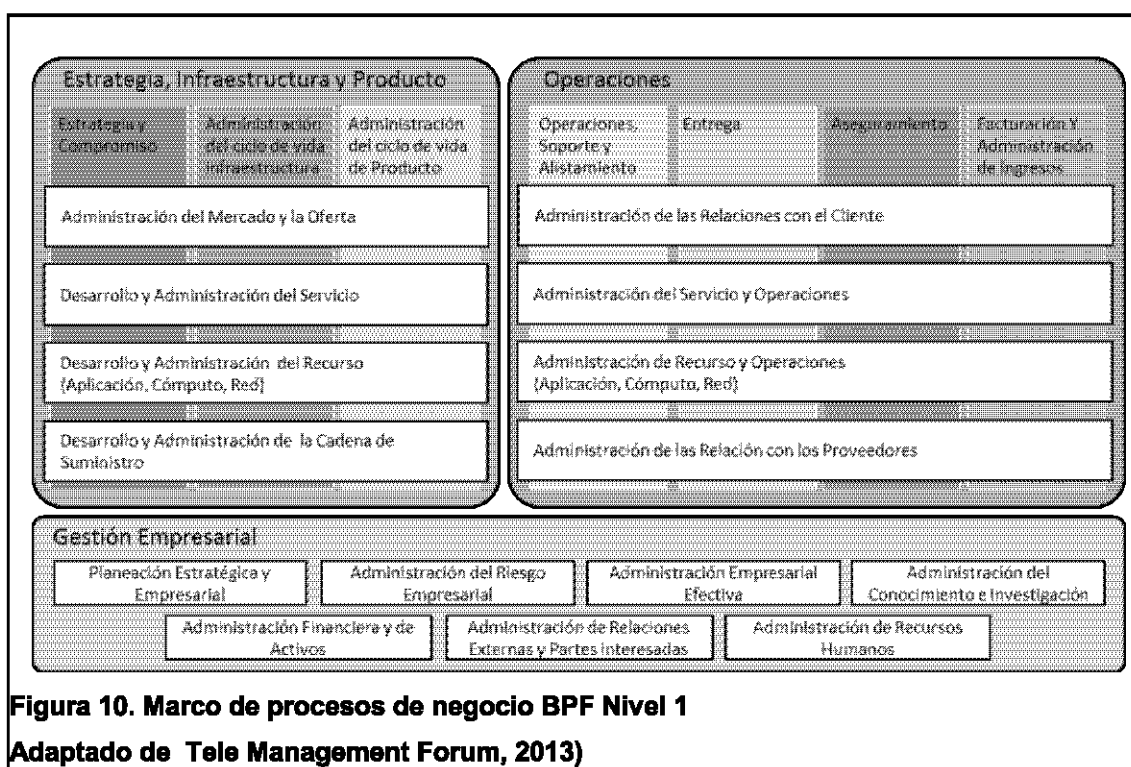 Estrategia, Infraestructura y Producto
Estrategia y
Compromiso
Administración
del ciclo de vida
Infraestructura
Administración
del ciclo de vida
de Producto
Administración del Mercado y la Oferta
Desarrollo y Administración del Servicio
Desarrollo y Administración del Recurso
(Aplicación, Cómputo, Red)
Desarrollo y Administración de la Cadena de
Suministro
Operaciones
Operaciones,
Soporte y
Alistamiento
Entrega
Aseguramiento
Facturación Y
Administración
de Ingresos
Administración de las Relaciones con el Cliente
Administración del Servicio y Operaciones
Administración de Recurso y Operaciones
(Aplicación, Cómputo, Red)
Administración de las Relación con los Proveedores
Gestión Empresarial
Planeación Estratégica y
Empresarial
Administración del Riesgo
Empresarial
Administración Empresarial
Efectiva
Administración del
Conocimiento e Investigación
Administración Financiera y de
Activos
Administración de Relaciones
Externas y Partes Interesadas
Administración de Recursos
Humanos
Figura 10. Marco de procesos de negocio BPF Nivel 1
Adaptado de Tele Management Forum, 2013)